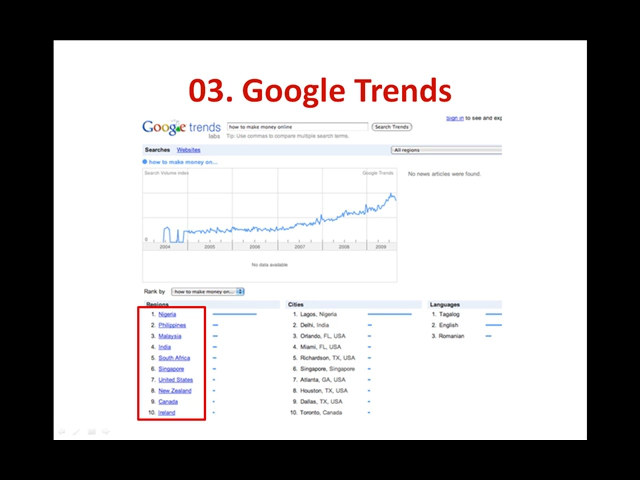 03. Google Trends
Google trends
labs
how to make money online
Search Trends
Sign in to see and exp
Tip: Use commas to compare multiple search terms.
Searches Websites
All regions
how to make money on...
Search Volume index
Google Trends
No news articles were found.
0
2004 2005 2006 2007 2008 2009
No data available
Rank by
how to make money on...
Regions
1. Nigeria
2. Philippines
3. Malaysia
4. India
5. South Africa
6. Singapore
7. United States
8. New Zealand
9. Canada
10. Ireland
Cities
1. Lagos, Nigeria
2. Delhi, India
3. Orlando, FL, USA
4. Miami, FL, USA
5. Richardson, TX, USA
6. Singapore, Singapore
7. Atlanta, GA, USA
8. Houston, TX, USA
9. Dallas, TX, USA
10. Toronto, Canada
Languages
1. Tagalog
2. English
3. Romanian